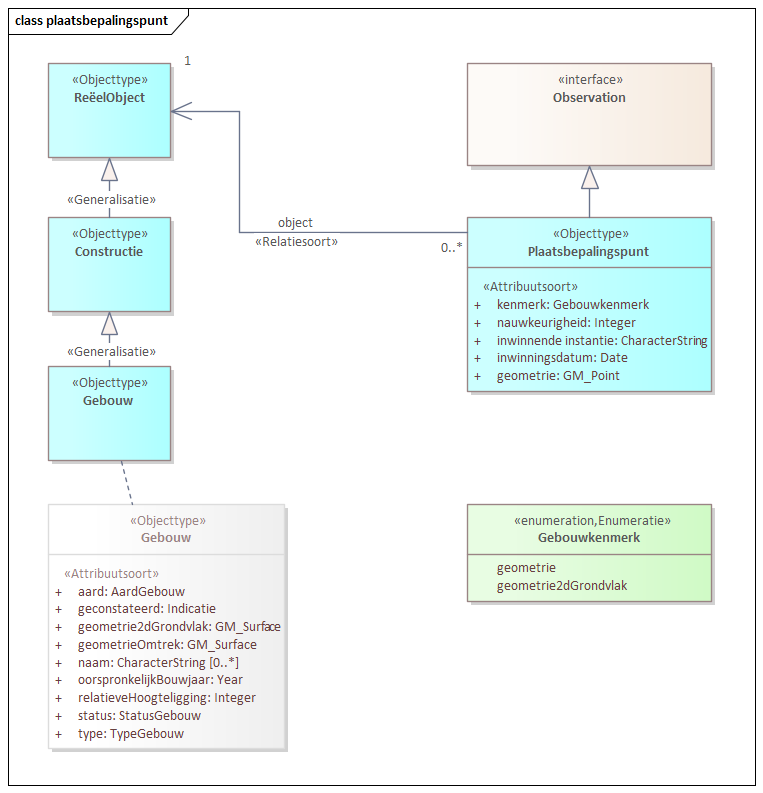 class plaatsbepalingspunt
1
«Objecttype»
ReëelObject
«interface»
Observation
«Generalisatie»
object
«Relatiesoort»
0..*
«Objecttype»
Constructie
«Objecttype»
Plaatsbepalingspunt
«Attribuutsoort»
+ kenmerk: Gebouwkenmerk
+ nauwkeurigheid: Integer
+ inwinnende instantie: CharacterString
+ inwinningsdatum: Date
+ geometrie: GM_Point
«Generalisatie»
«Objecttype»
Gebouw
«Objecttype»
Gebouw
«Attribuutsoort»
+ aard: AardGebouw
+ geconstateerd: Indicatie
+ geometrie2dGrondvlak: GM_Surface
+ geometrieOmtrek: GM_Surface
+ naam: CharacterString [0..*]
+ oorspronkelijkBouwjaar: Year
+ relatieveHoogteligging: Integer
+ status: StatusGebouw
+ type: TypeGebouw
«enumeration,Enumeratie»
Gebouwkenmerk
geometrie
geometrie2dGrondvlak